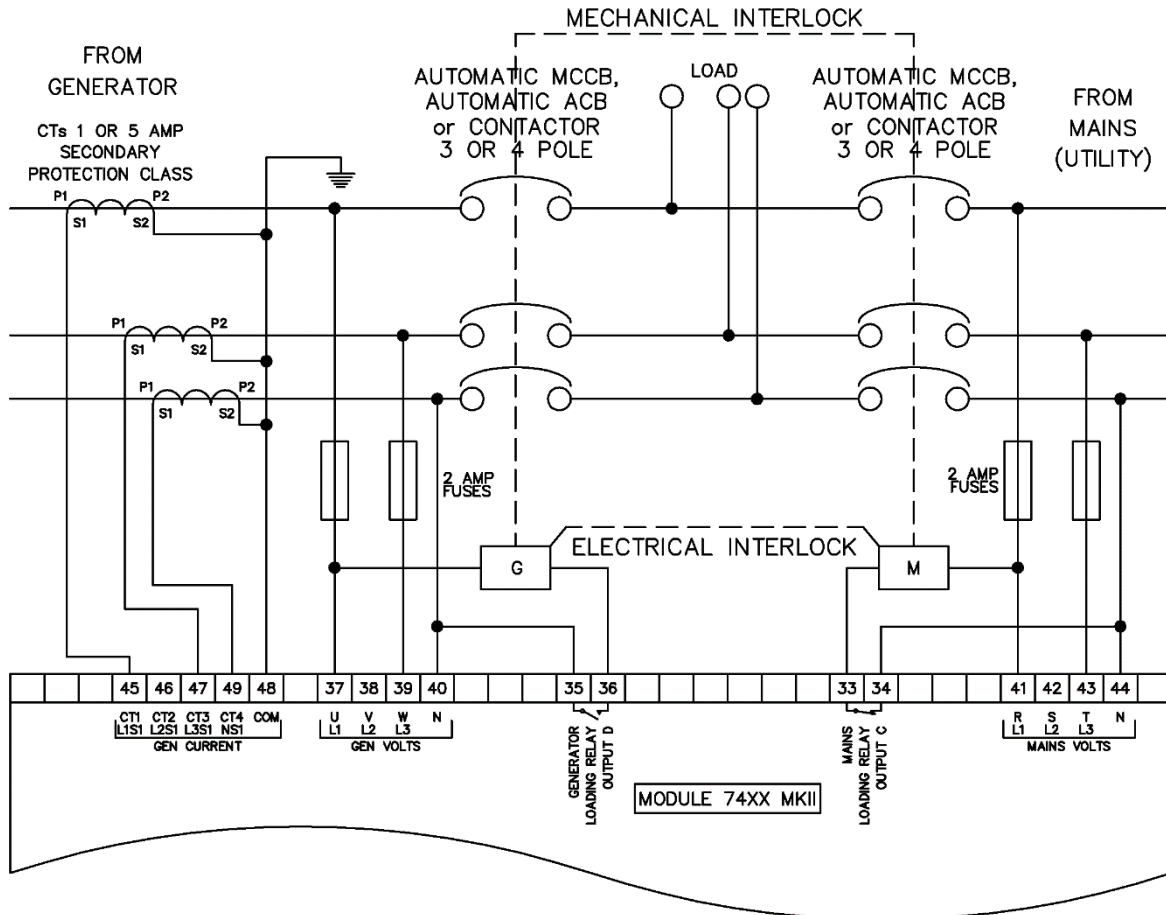 MECHANICAL INTERLOCK
FROM
GENERATOR
CTs 1 OR 5 AMP
SECONDARY
PROTECTION CLASS
AUTOMATIC MCCB,
AUTOMATIC ACB
or CONTACTOR
3 OR 4 POLE
LOAD
AUTOMATIC MCCB,
AUTOMATIC ACB
or CONTACTOR
3 OR 4 POLE
FROM
MAINS
(UTILITY)
P1 P2
S1 S2
P1 P2
S1 S2
P1 P2
S1 S2
2 AMP
FUSES
2 AMP
FUSES
ELECTRICAL INTERLOCK
G
M
45 46 47 49 48 37 38 39 40 35 36 33 34 41 42 43 44
CT1 CT2 CT3 CT4 COM
L1S1 L2S1 L3S1 NS1
GEN CURRENT
U V W N
L1 L2 L3
GEN VOLTS
GENERATOR
LOADING RELAY
OUTPUT D
MODULE 74XX MKII
MAINS
LOADING RELAY
OUTPUT C
R S T N
L1 L2 L3
MAINS VOLTS